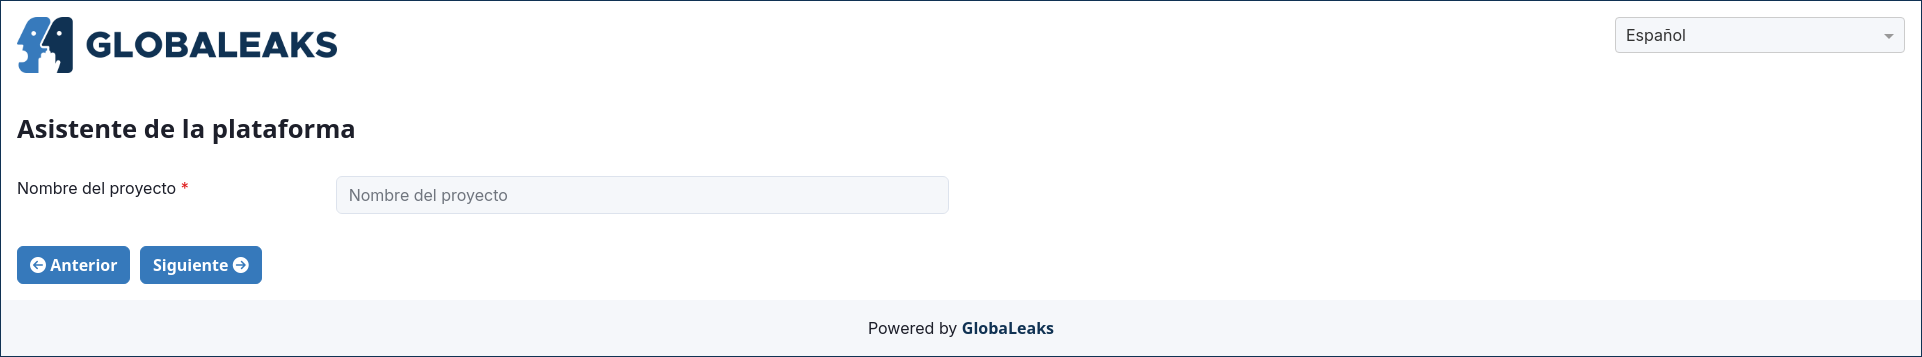 GLOBALEAKS
Español
Asistente de la plataforma
Nombre del proyecto *
Nombre del proyecto
Anterior
Siguiente
Powered by GlobaLeaks